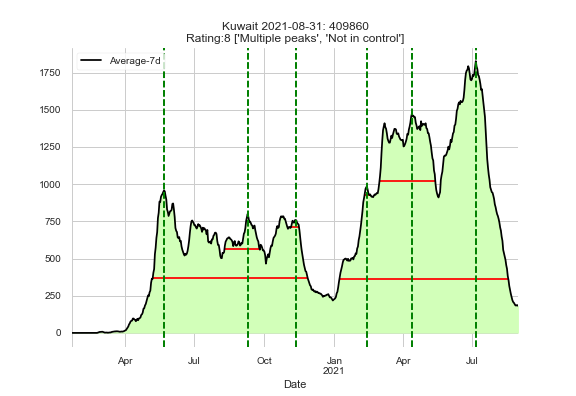 Kuwait 2021-08-31: 409860
Rating:8 ['Multiple peaks', 'Not in control']
Average-7d
1750
1500
1250
1000
750
500
250
0
Apr Jul Oct Jan Apr Jul
2021
Date